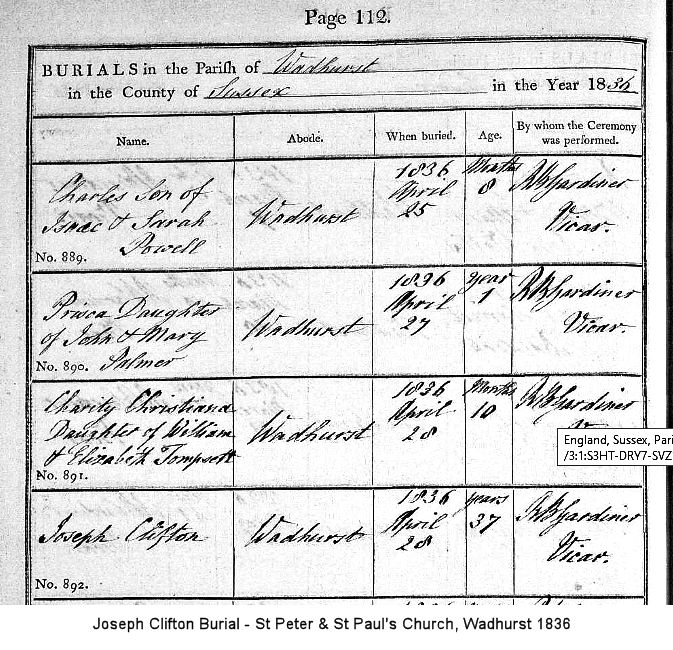 Page 112.
BURIALS in the Parish of Wadhurst
in the County of Sussex in the Year 1836
Name. Abode. When buried. Age. By whom the Ceremony was performed.
Charles Son of
Isaac & Sarah
Powell
No. 889.
Wadhurst
1836
April
25
Months
8
RB Gardiner
Vicar.
Prisca Daughter
of John & Mary
Palmer
No. 890.
Wadhurst
1836
April
27
year
1
RB Gardiner
Vicar.
Charity Christiana
Daughter of William
& Elizabeth Tompsett
No. 891.
Wadhurst
1836
April
28
Months
10
RB Gardiner
England, Sussex, Pari
/3:1:S3HT-DRY7-SVZ
Joseph Clifton
No. 892.
Wadhurst
1836
April
28
years
37
RB Gardiner
Vicar.
Joseph Clifton Burial - St Peter & St Paul's Church, Wadhurst 1836